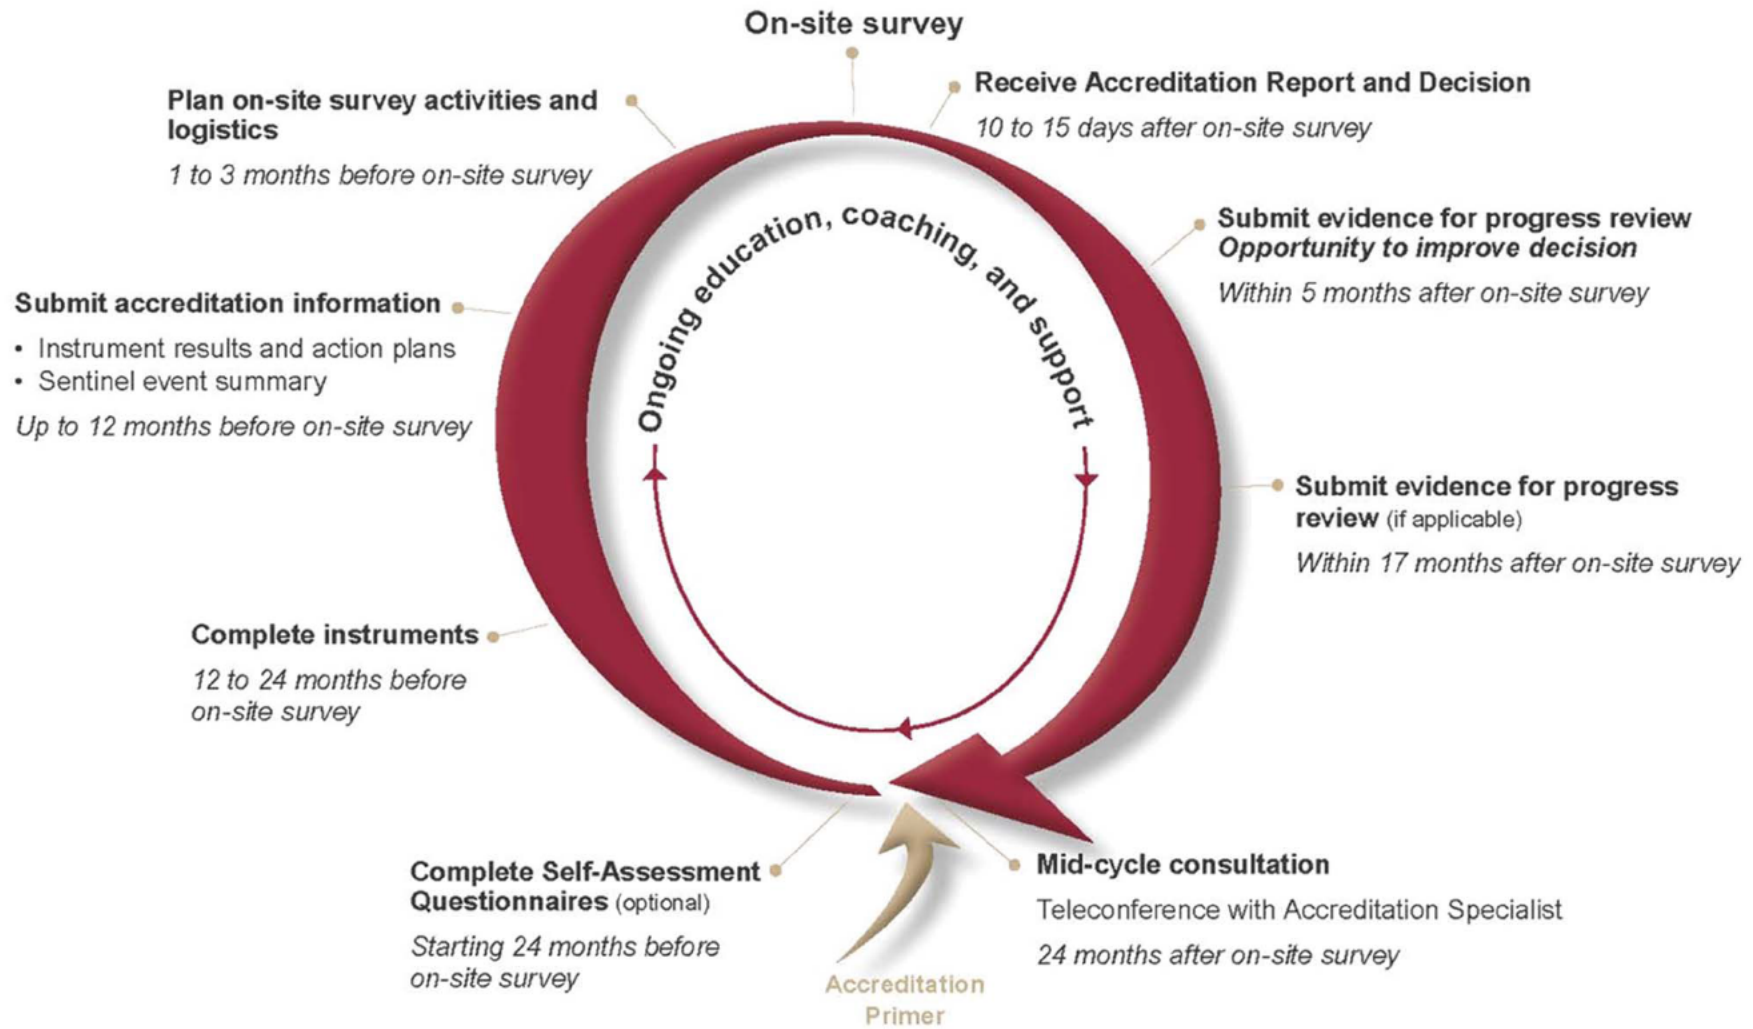 On-site survey
Receive Accreditation Report and Decision
10 to 15 days after on-site survey
Submit evidence for progress review
Opportunity to improve decision
Within 5 months after on-site survey
Submit evidence for progress
review (if applicable)
Within 17 months after on-site survey
Mid-cycle consultation
Teleconference with Accreditation Specialist
24 months after on-site survey
Accreditation
Primer
Complete Self-Assessment
Questionnaires (optional)
Starting 24 months before
on-site survey
Complete instruments
12 to 24 months before
on-site survey
Submit accreditation information
• Instrument results and action plans
• Sentinel event summary
Up to 12 months before on-site survey
Plan on-site survey activities and
logistics
1 to 3 months before on-site survey
Ongoing education, coaching, and support